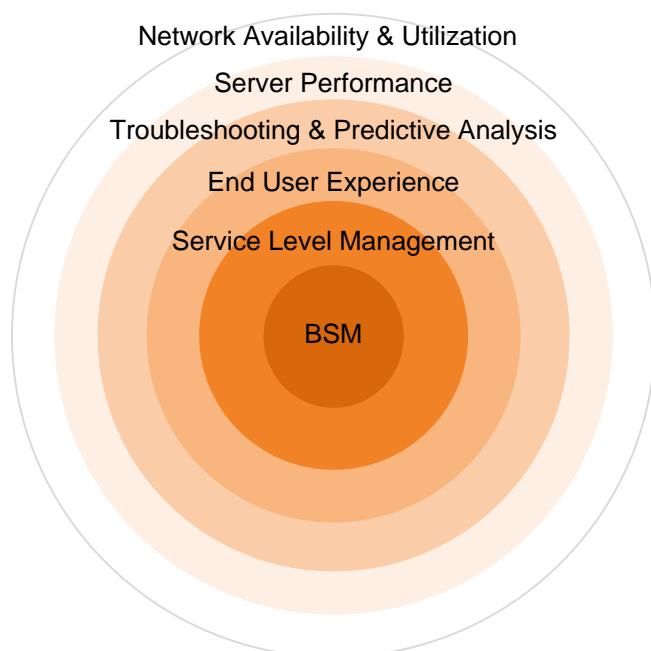 Network Availability & Utilization
Server Performance
Troubleshooting & Predictive Analysis
End User Experience
Service Level Management
BSM